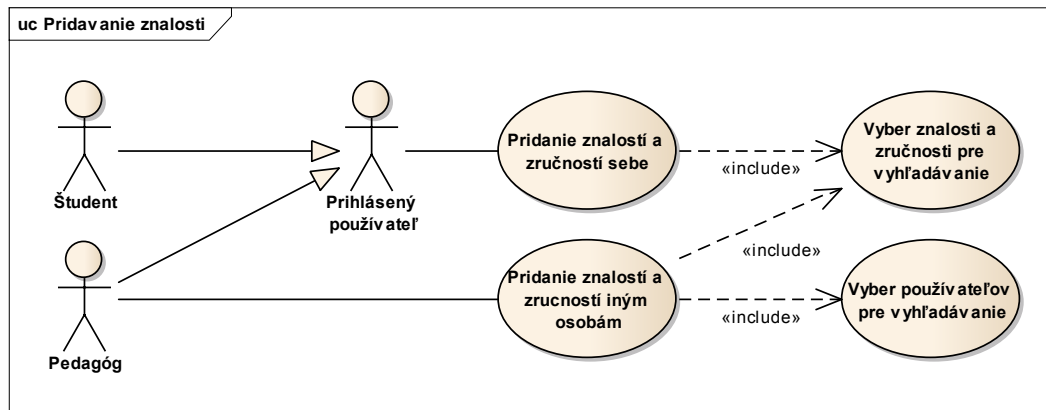 uc Pridavanie znalosti
Študent
Prihlásený
používateľ
Pedagóg
Pridanie znalostí a
zručností sebe
Pridanie znalostí a
zrucností iným
osobám
«include»
«include»
«include»
Vyber znalosti a
zručnosti pre
vyhľadávanie
Vyber používateľov
pre vyhľadávanie